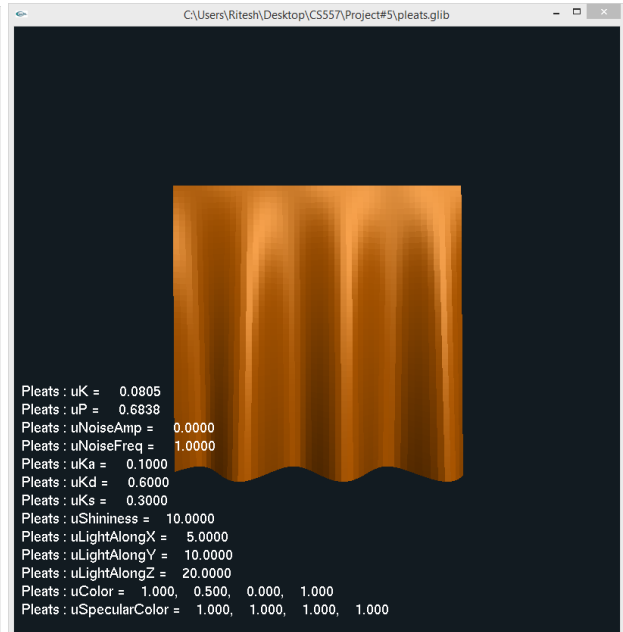 C:\Users\Ritesh\Desktop\CS557\Project#5\pleats.glib
Pleats : uK = 0.0805
Pleats : uP = 0.6838
Pleats : uNoiseAmp = 0.0000
Pleats : uNoiseFreq = 1.0000
Pleats : uKa = 0.1000
Pleats : uKd = 0.6000
Pleats : uKs = 0.3000
Pleats : uShininess = 10.0000
Pleats : uLightAlongX = 5.0000
Pleats : uLightAlongY = 10.0000
Pleats : uLightAlongZ = 20.0000
Pleats : uColor = 1.000, 0.500, 0.000, 1.000
Pleats : uSpecularColor = 1.000, 1.000, 1.000, 1.000